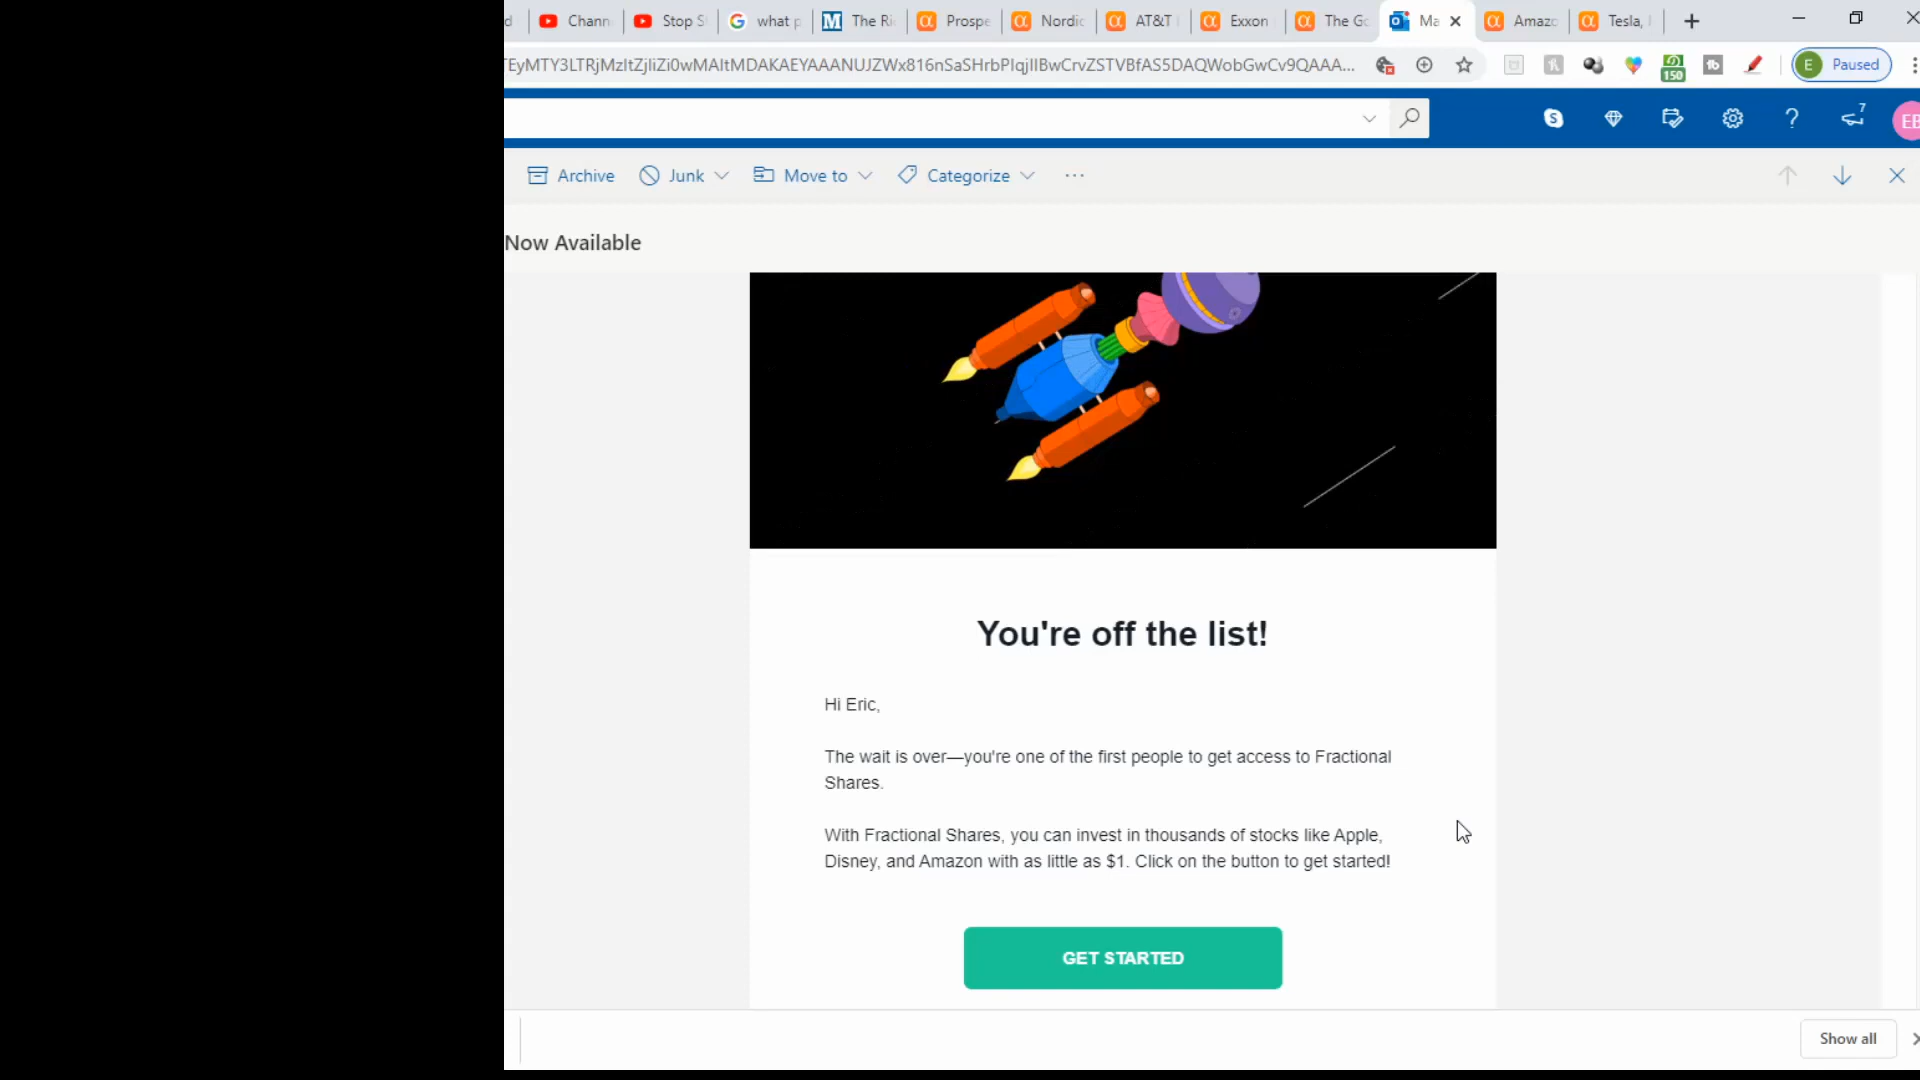 d Chann Stop S what p The Ri Prospe Nordic AT&T Exxon The Go Ma Amazo Tesla,
150 E Paused
S 7 EB
Archive Junk Move to Categorize
Now Available
You're off the list!
Hi Eric,
The wait is over—you're one of the first people to get access to Fractional
Shares.
With Fractional Shares, you can invest in thousands of stocks like Apple,
Disney, and Amazon with as little as $1. Click on the button to get started!
GET STARTED
Show all